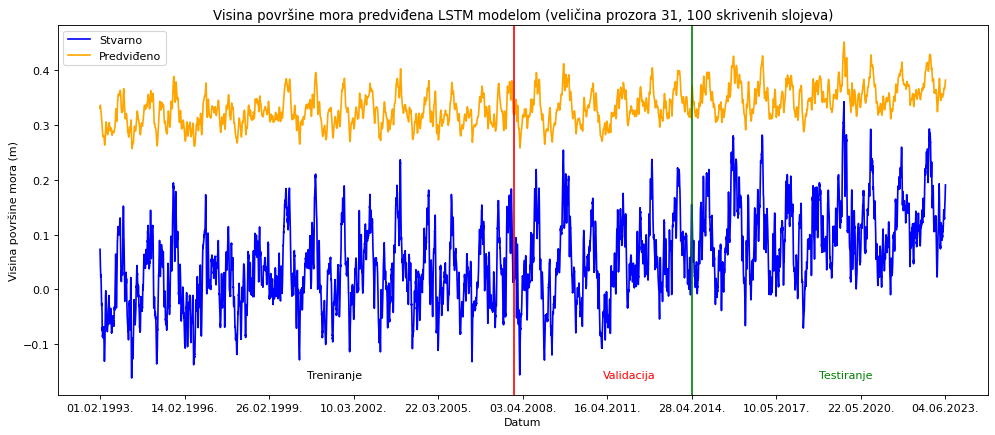 Visina površine mora predviđena LSTM modelom (veličina prozora 31, 100 skrivenih slojeva)
Stvarno
Predviđeno
0.4
0.3
0.2
0.1
0.0
−0.1
Visina površine mora (m)
Treniranje
Validacija
Testiranje
01.02.1993. 14.02.1996. 26.02.1999. 10.03.2002. 22.03.2005. 03.04.2008. 16.04.2011. 28.04.2014. 10.05.2017. 22.05.2020. 04.06.2023.
Datum